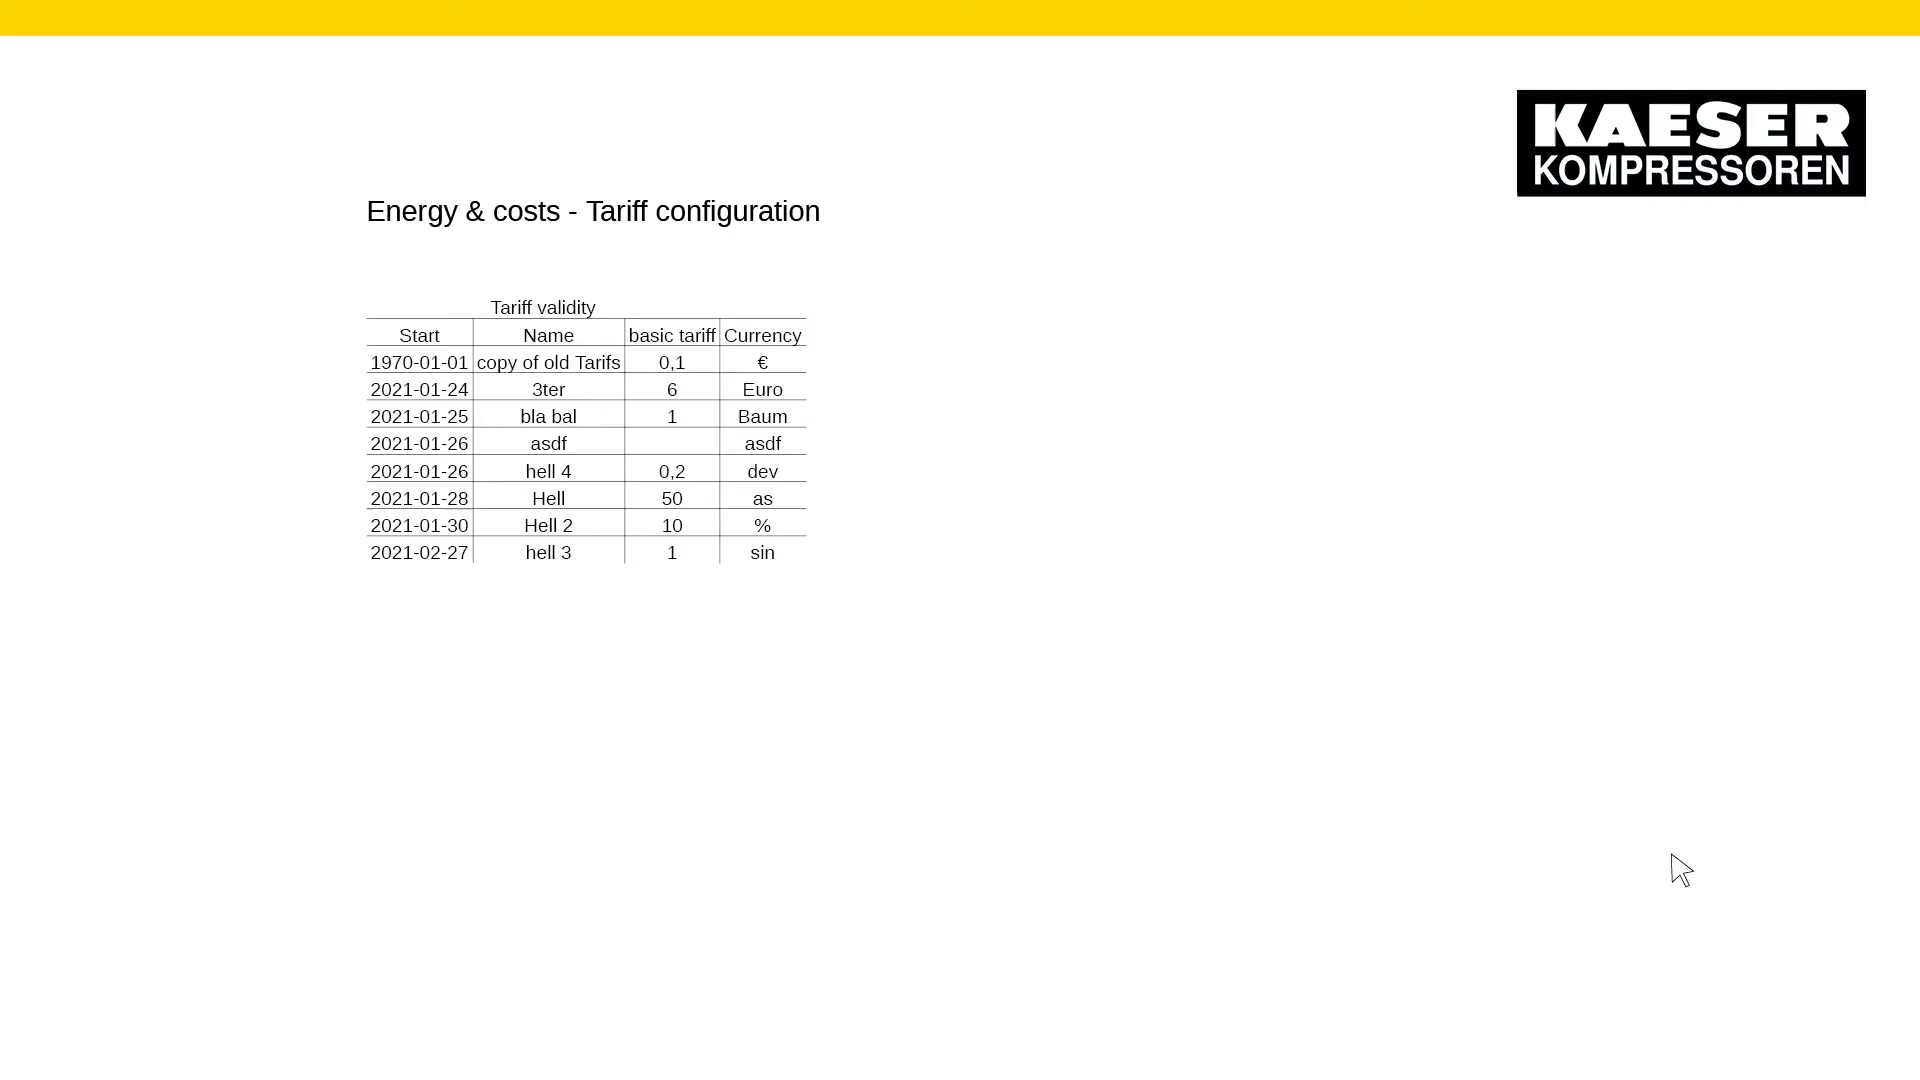 KAESER
KOMPRESSOREN
Energy & costs - Tariff configuration
Tariff validity
Start Name basic tariff Currency
1970-01-01 copy of old Tarifs 0,1 €
2021-01-24 3ter 6 Euro
2021-01-25 bla bal 1 Baum
2021-01-26 asdf asdf
2021-01-26 hell 4 0,2 dev
2021-01-28 Hell 50 as
2021-01-30 Hell 2 10 %
2021-02-27 hell 3 1 sin